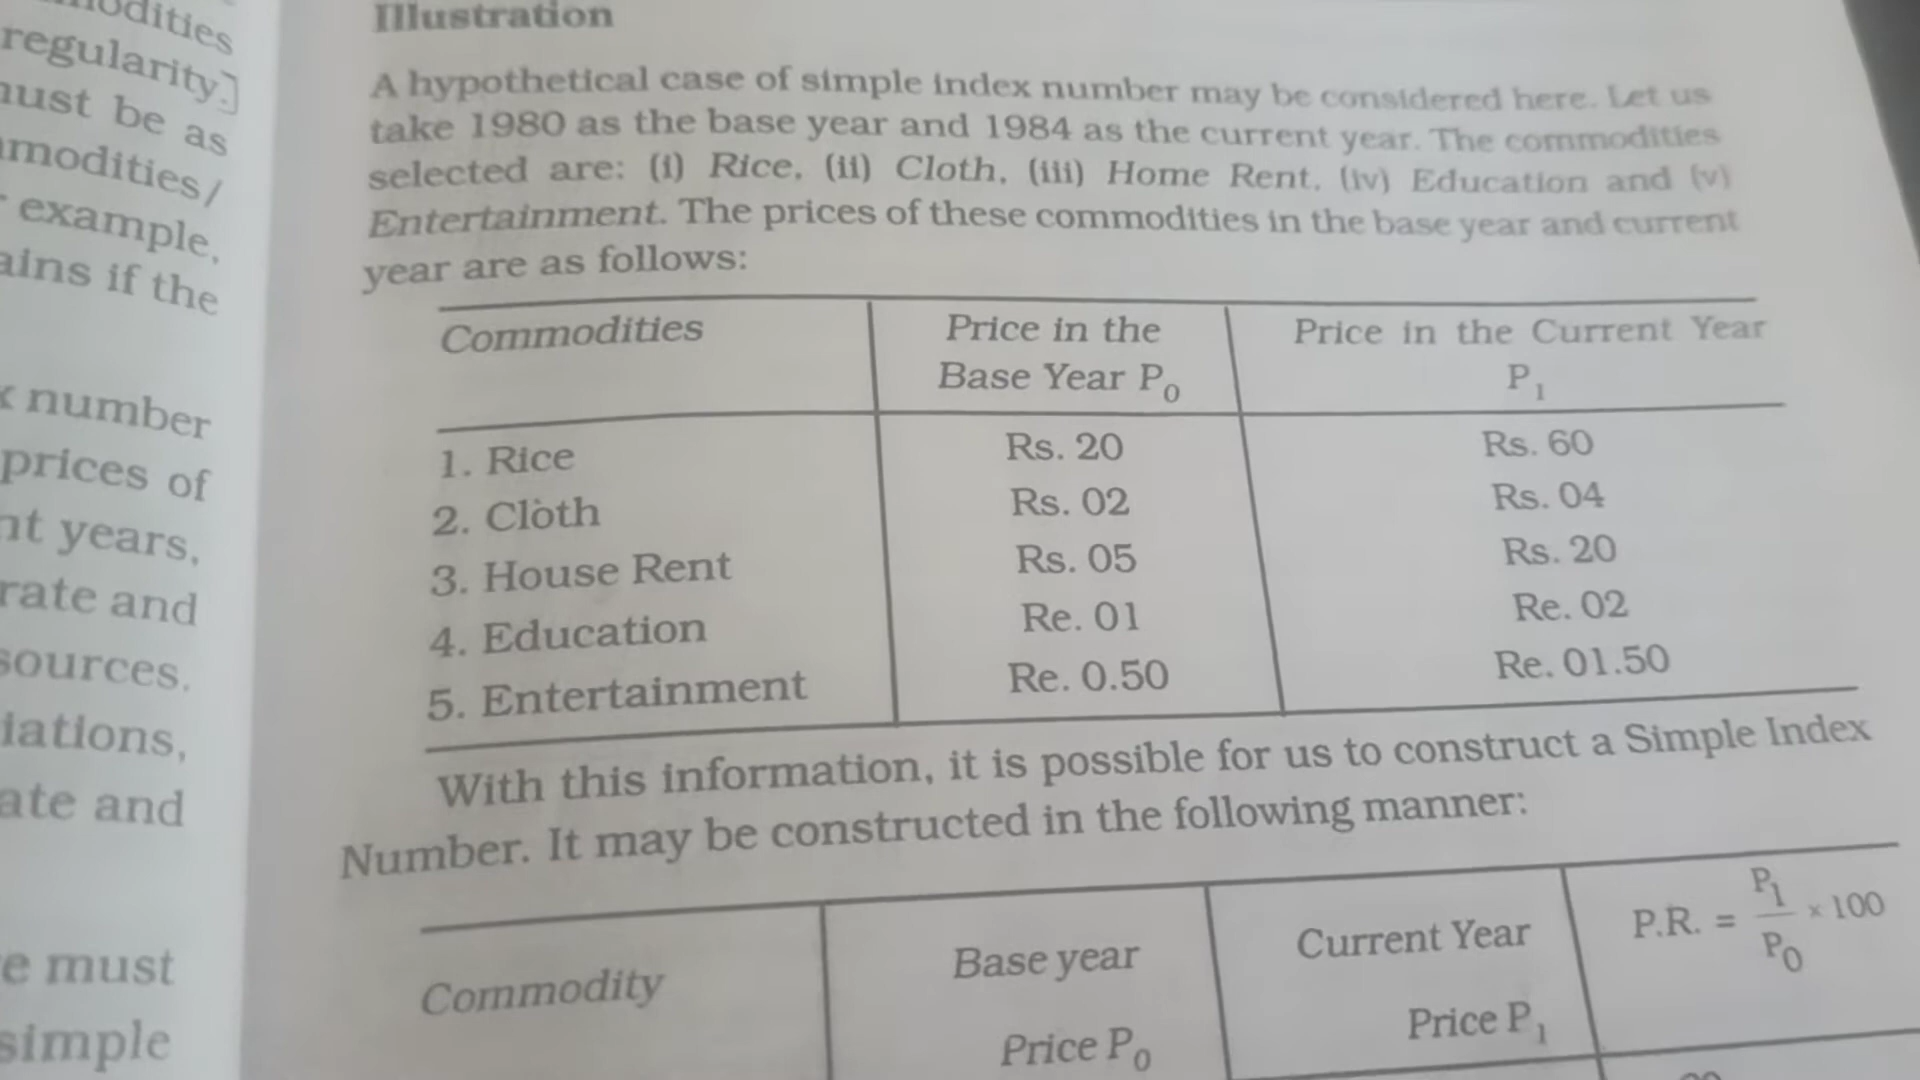 odities
regularity.]
must be as
modities/
example,
ains if the
number
prices of
nt years,
rate and
sources.
iations,
ate and
e must
simple
Illustration
A hypothetical case of simple index number may be considered here. Let us
take 1980 as the base year and 1984 as the current year. The commodities
selected are: (i) Rice, (ii) Cloth, (iii) Home Rent, (iv) Education and (v)
Entertainment. The prices of these commodities in the base year and current
year are as follows:
Commodities Price in the Base Year P₀ Price in the Current Year P₁
1. Rice Rs. 20 Rs. 60
2. Cloth Rs. 02 Rs. 04
3. House Rent Rs. 05 Rs. 20
4. Education Re. 01 Re. 02
5. Entertainment Re. 0.50 Re. 01.50
With this information, it is possible for us to construct a Simple Index
Number. It may be constructed in the following manner:
Commodity Base year Price P₀ Current Year Price P₁ P.R. = P₁/P₀ × 100